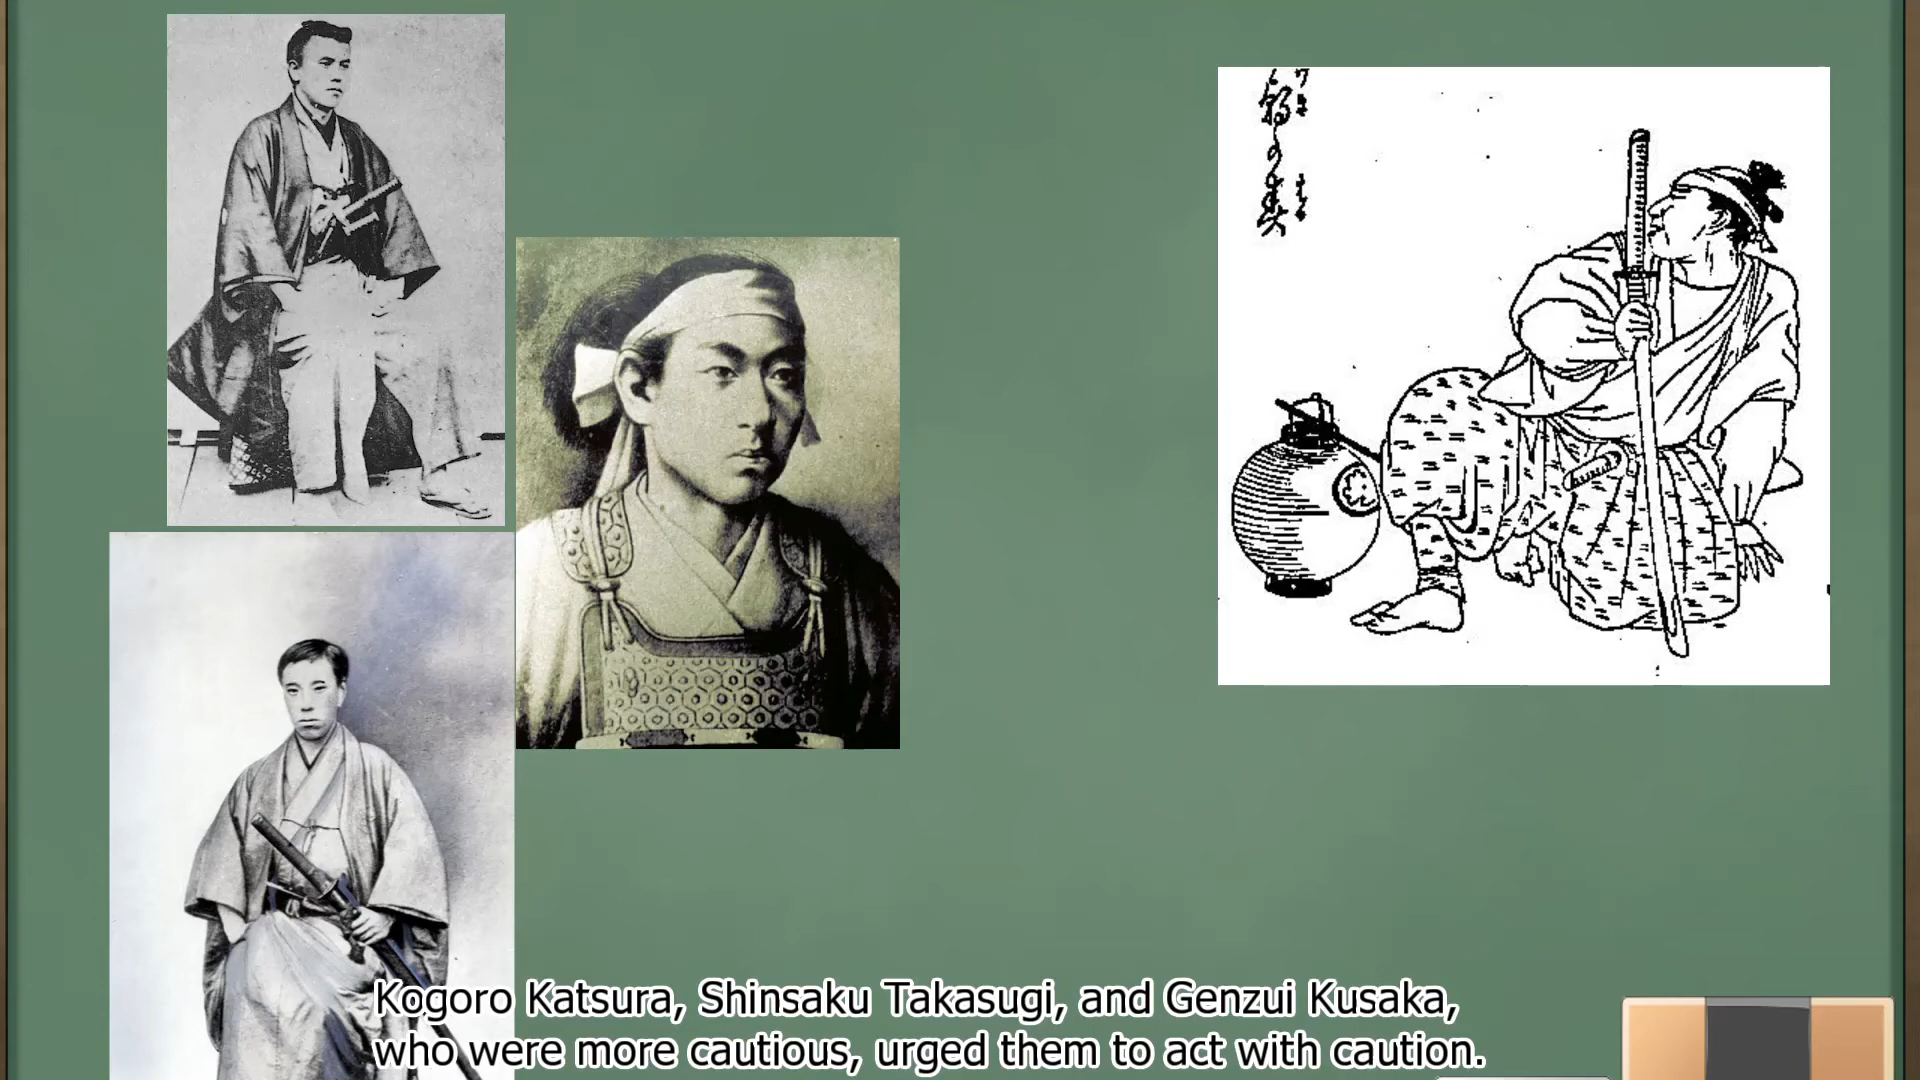 Kogoro Katsura, Shinsaku Takasugi, and Genzui Kusaka,
who were more cautious, urged them to act with caution.